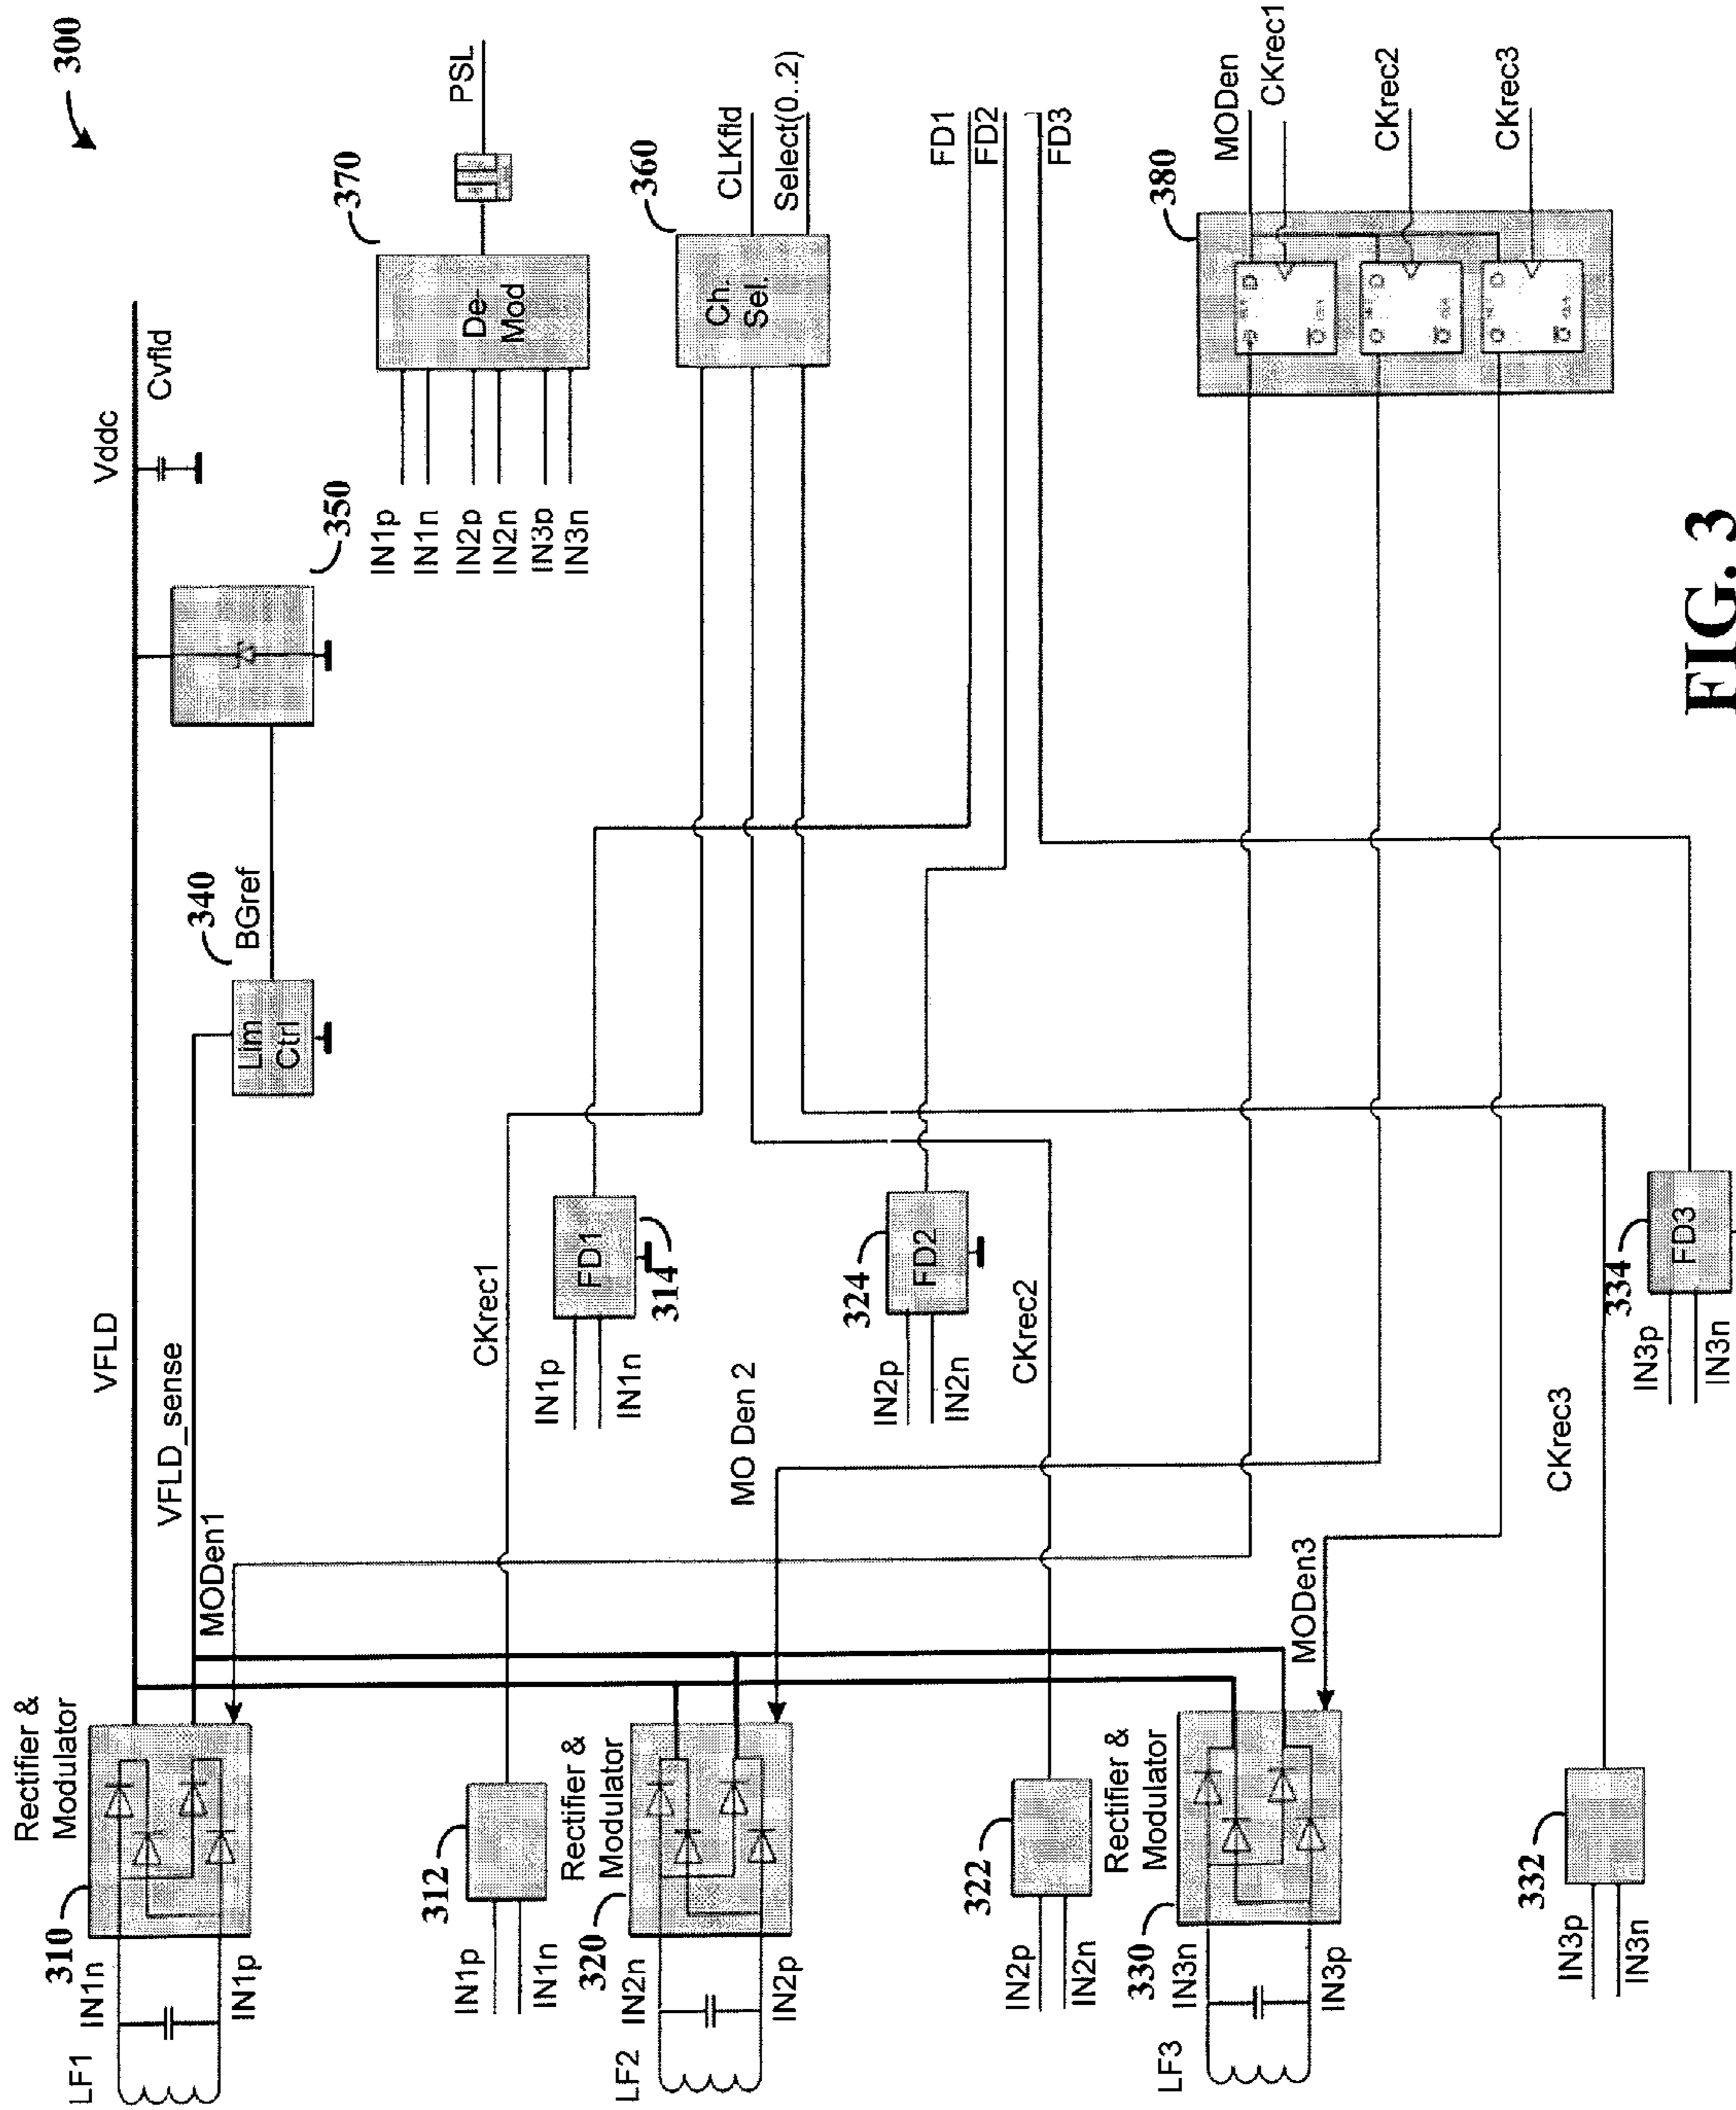 300
Rectifier &
Modulator
310
LF1
IN1n
IN1p
VFLD
VFLD_sense
MODen1
340
BGref
Lim
Ctrl
350
Vddc
Cvfld
370
IN1p
IN1n
IN2p
IN2n
IN3p
IN3n
De-
Mod
PSL
312
IN1p
IN1n
CKrec1
360
Ch.
Sel.
CLKfld
Select(0..2)
FD1
314
IN1p
IN1n
Rectifier &
Modulator
320
LF2
IN2n
IN2p
MO Den 2
324
FD2
IN2p
IN2n
FD1
FD2
FD3
322
IN2p
IN2n
CKrec2
Rectifier &
Modulator
330
LF3
IN3n
IN3p
MODen3
380
MODen
CKrec1
CKrec2
CKrec3
D
Q
D
Q
D
332
IN3p
IN3n
CKrec3
334
FD3
IN3p
IN3n
FIG. 3